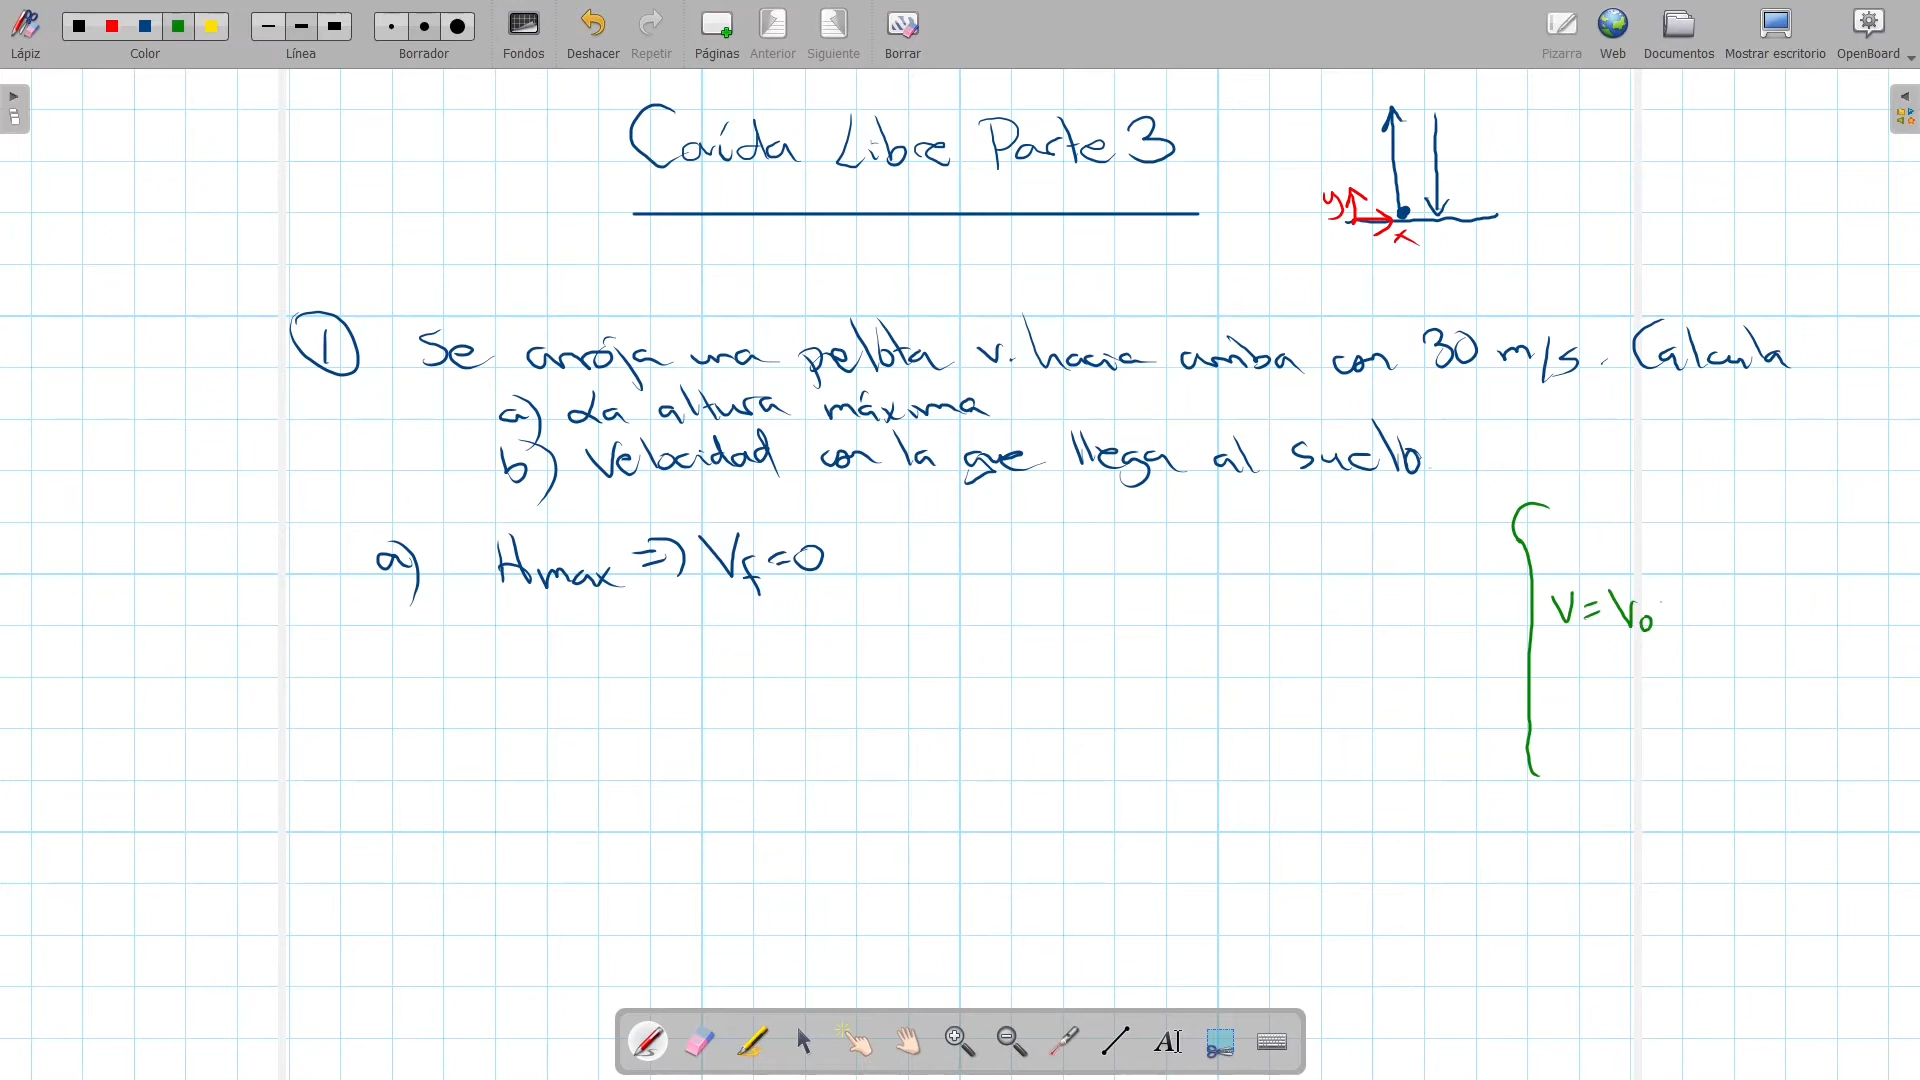 Lápiz Color Línea Borrador Fondos Deshacer Repetir Páginas Anterior Siguiente Borrar Pizarra Web Documentos Mostrar escritorio OpenBoard
Caída Libre Parte 3
y
x
1 Se arrója una pelota v. hacia arriba con 30 m/s. Calcula
a) La altura máxima
b) Velocidad con la que llega al suelo.
a) Hmax => Vf = 0
V = V0